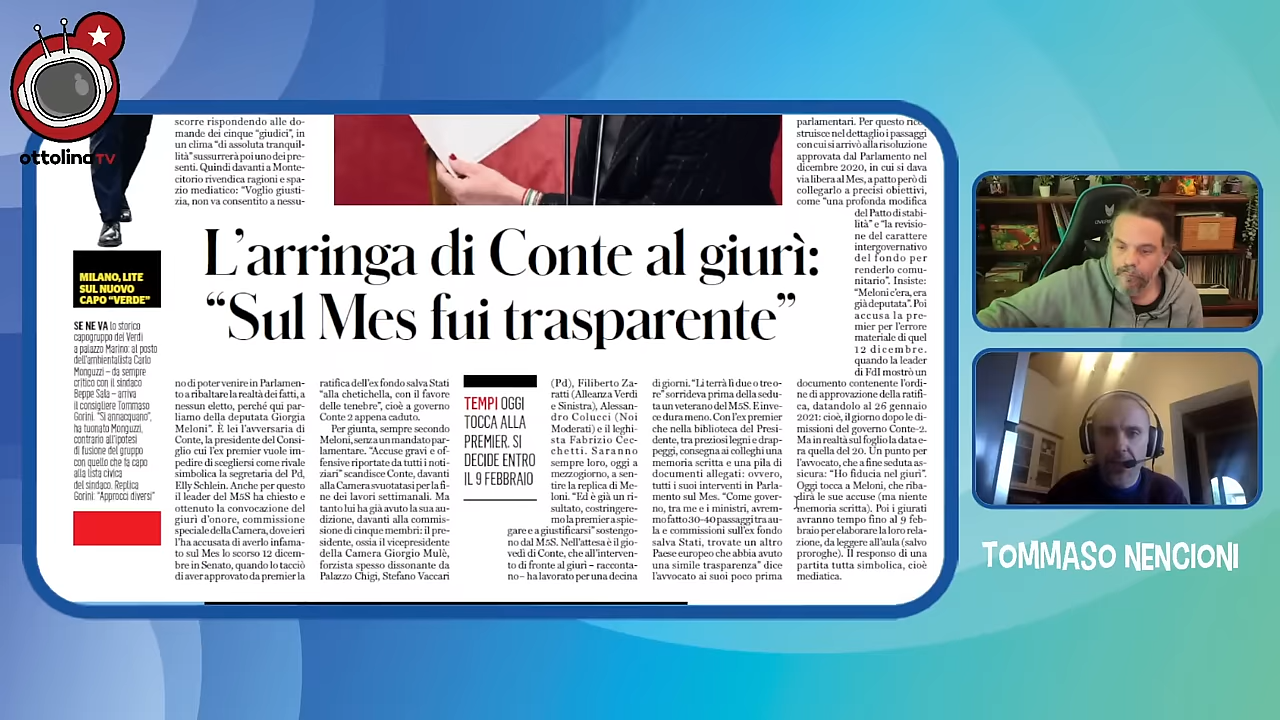 ottolinaTV
scorre rispondendo alle do-
mande dei cinque “giudici”, in
un clima “di assoluta tranquil-
lità” sussurrerà poi uno dei pre-
senti. Quindi davanti a Monte-
citorio rivendica ragioni e spa-
zio mediatico: “Voglio giusti-
zia, non va consentito a nessu-
parlamentari. Per questo rico-
struisce nel dettaglio i passaggi
con cui si arrivò alla risoluzione
approvata dal Parlamento nel
dicembre 2020, in cui si dava
via libera al Mes, a patto però di
collegarlo a precisi obiettivi,
come “una profonda modifica
del Patto di stabi-
lità” e “la revisio-
ne del carattere
intergovernativo
del fondo per
renderlo comu-
nitario”. Insiste:
“Meloni c’era, era
già deputata”. Poi
accusa la pre-
mier per l’errore
materiale di quel
12 dicembre,
quando la leader
di FdI mostrò un
L’arringa di Conte al giurì:
“Sul Mes fui trasparente”
MILANO, LITE
SUL NUOVO
CAPO “VERDE”
SE NE VA lo storico
capogruppo dei Verdi
a palazzo Marino: al posto
dell’ambientalista Carlo
Monguzzi – da sempre
critico con il sindaco
Beppe Sala – arriva
il consigliere Tommaso
Gorini. “Si annacquano”,
ha tuonato Monguzzi,
contrario all’ipotesi
di fusione del gruppo
con quello che fa capo
alla lista civica
del sindaco. Replica
Gorini: “Approcci diversi”
no di poter venire in Parlamen-
to a ribaltare la realtà dei fatti, a
nessun eletto, perché qui par-
liamo della deputata Giorgia
Meloni”. È lei l’avversaria di
Conte, la presidente del Consi-
glio cui l’ex premier vuole im-
pedire di scegliersi come rivale
simbolica la segretaria del Pd,
Elly Schlein. Anche per questo
il leader del M5S ha chiesto e
ottenuto la convocazione del
giurì d’onore, commissione
speciale della Camera, dove ieri
l’ha accusata di averlo infama-
to sul Mes lo scorso 12 dicem-
bre in Senato, quando lo tacciò
di aver approvato da premier la
ratifica dell’ex fondo salva Stati
“alla chetichella, con il favore
delle tenebre”, cioè a governo
Conte 2 appena caduto.
Per giunta, sempre secondo
Meloni, senza un mandato par-
lamentare. “Accuse gravi e of-
fensive riportate da tutti i noti-
ziari” scandisce Conte, davanti
alla Camera svuotatasi per la fi-
ne dei lavori settimanali. Ma
tanto lui ha già avuto la sua au-
dizione, davanti alla commis-
sione di cinque membri: il pre-
sidente, ossia il vicepresidente
della Camera Giorgio Mulè,
forzista spesso dissonante da
Palazzo Chigi, Stefano Vaccari
TEMPI OGGI
TOCCA ALLA
PREMIER. SI
DECIDE ENTRO
IL 9 FEBBRAIO
(Pd), Filiberto Za-
ratti (Alleanza Verdi
e Sinistra), Alessan-
dro Colucci (Noi
Moderati) e il leghi-
sta Fabrizio Cec-
chetti. Saranno
sempre loro, oggi a
mezzogiorno, a sen-
tire la replica di Me-
loni. “Ed è già un ri-
sultato, costringere-
mo la premier a spie-
gare e a giustificarsi” sostengo-
no dal M5S. Nell’attesa è il gio-
vedì di Conte, che all’interven-
to di fronte al giurì – racconta-
no – ha lavorato per una decina
di giorni. “Li terrà lì due o tre o-
re” sorrideva prima della sedu-
ta un veterano del M5S. E inve-
ce dura meno. Con l’ex premier
che nella biblioteca del Presiden-
te, tra preziosi legni e drap-
peggi, consegna ai colleghi una
memoria scritta e una pila di
documenti allegati: ovvero,
tutti i suoi interventi in Parla-
mento sul Mes. “Come gover-
no, tra me e i ministri, avrem-
mo fatto 30-40 passaggi tra au-
la e commissioni sull’ex fondo
salva Stati, trovate un altro
Paese europeo che abbia avuto
una simile trasparenza” dice
l’avvocato ai suoi poco prima
documento contenente l’ordi-
ne di approvazione della ratifi-
ca, datandolo al 26 gennaio
2021: cioè, il giorno dopo le di-
missioni del governo Conte-2.
Ma in realtà sul foglio la data e-
ra quella del 20. Un punto per
l’avvocato, che a fine seduta as-
sicura: “Ho fiducia nel giurì”.
Oggi tocca a Meloni, che riba-
dirà le sue accuse (ma niente
memoria scritta). Poi i giurati
avranno tempo fino al 9 feb-
braio per elaborare la loro rela-
zione, da leggere all’aula (salvo
proroghe). Il responso di una
partita tutta simbolica, cioè
mediatica.
TOMMASO NENCIONI